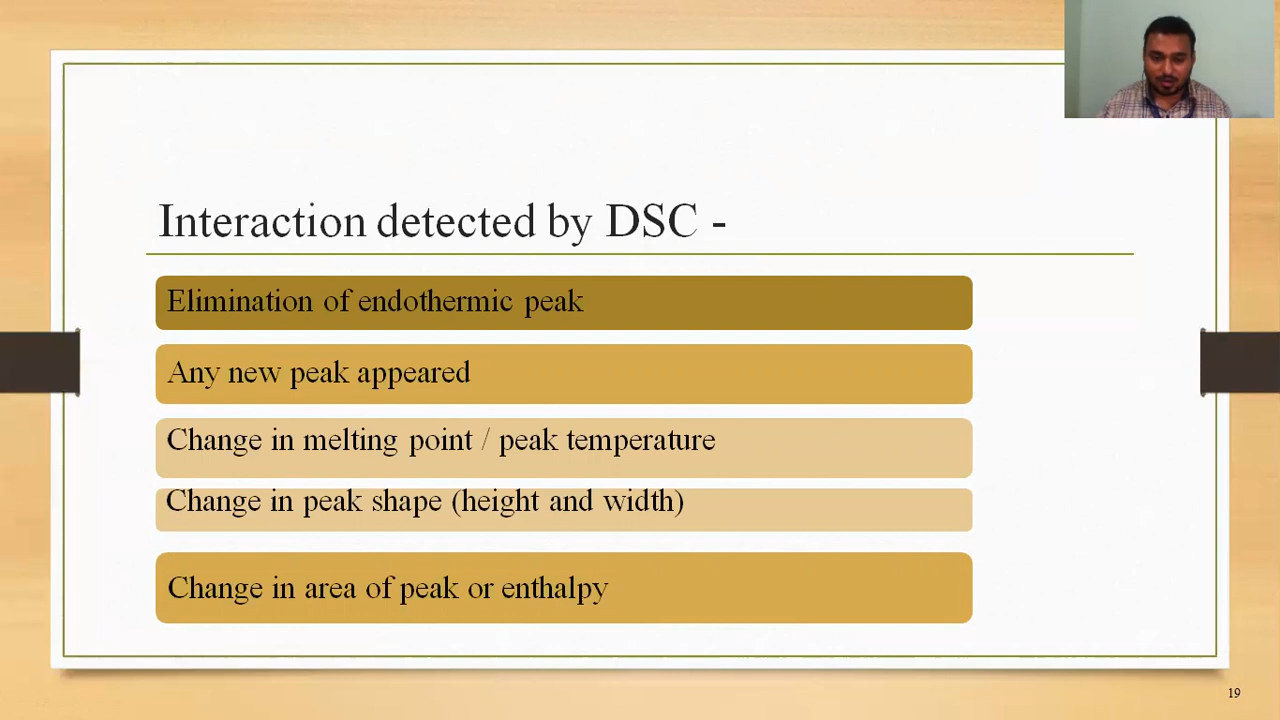 Interaction detected by DSC -
Elimination of endothermic peak
Any new peak appeared
Change in melting point / peak temperature
Change in peak shape (height and width)
Change in area of peak or enthalpy
19